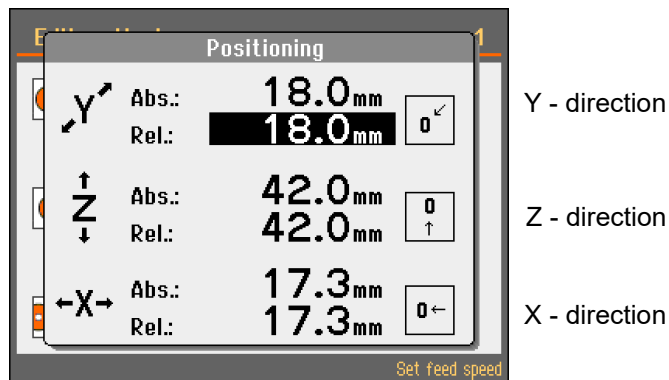 Positioning
Y Abs.: 18.0mm 0
Rel.: 18.0mm
Y - direction
Z Abs.: 42.0mm 0
Rel.: 42.0mm
Z - direction
X Abs.: 17.3mm 0
Rel.: 17.3mm
X - direction
Set feed speed